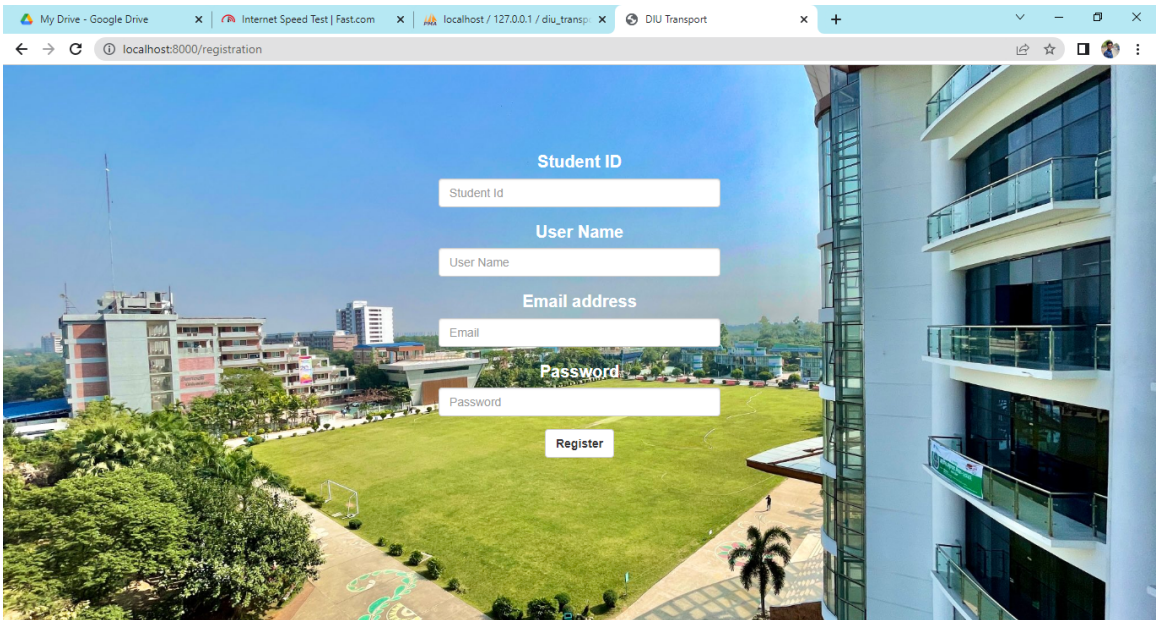 My Drive - Google Drive
Internet Speed Test | Fast.com
localhost / 127.0.0.1 / diu_transp
DIU Transport
localhost:8000/registration
Student ID
Student Id
User Name
User Name
Email address
Email
Password
Password
Register